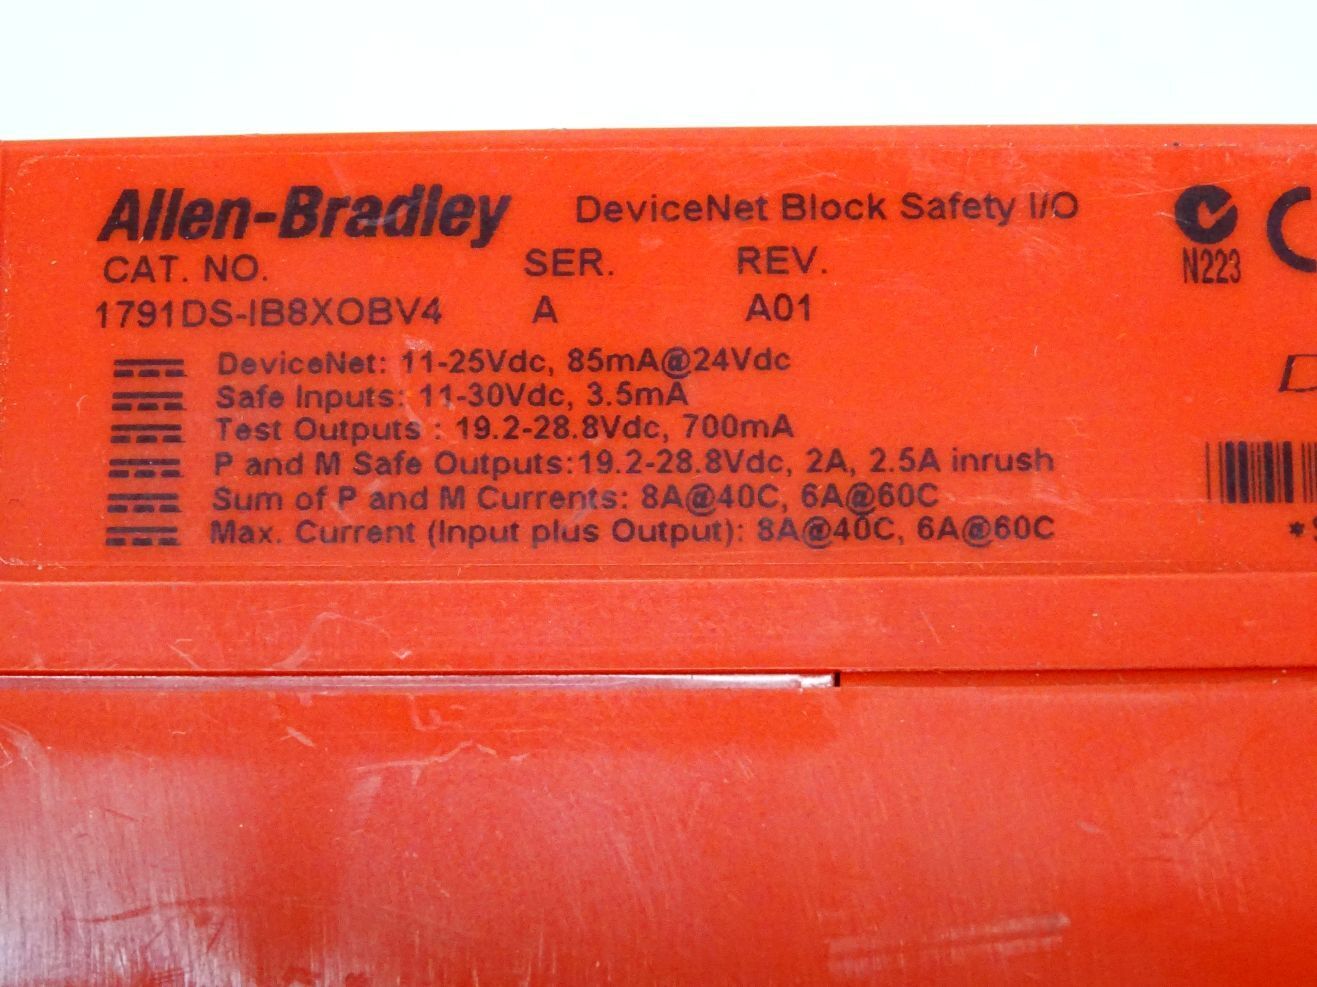 Allen-Bradley DeviceNet Block Safety I/O
N223
CAT. NO. SER. REV.
1791DS-IB8XOBV4 A A01
DeviceNet: 11-25Vdc, 85mA@24Vdc
Safe Inputs: 11-30Vdc, 3.5mA
Test Outputs : 19.2-28.8Vdc, 700mA
P and M Safe Outputs:19.2-28.8Vdc, 2A, 2.5A inrush
Sum of P and M Currents: 8A@40C, 6A@60C
Max. Current (Input plus Output): 8A@40C, 6A@60C